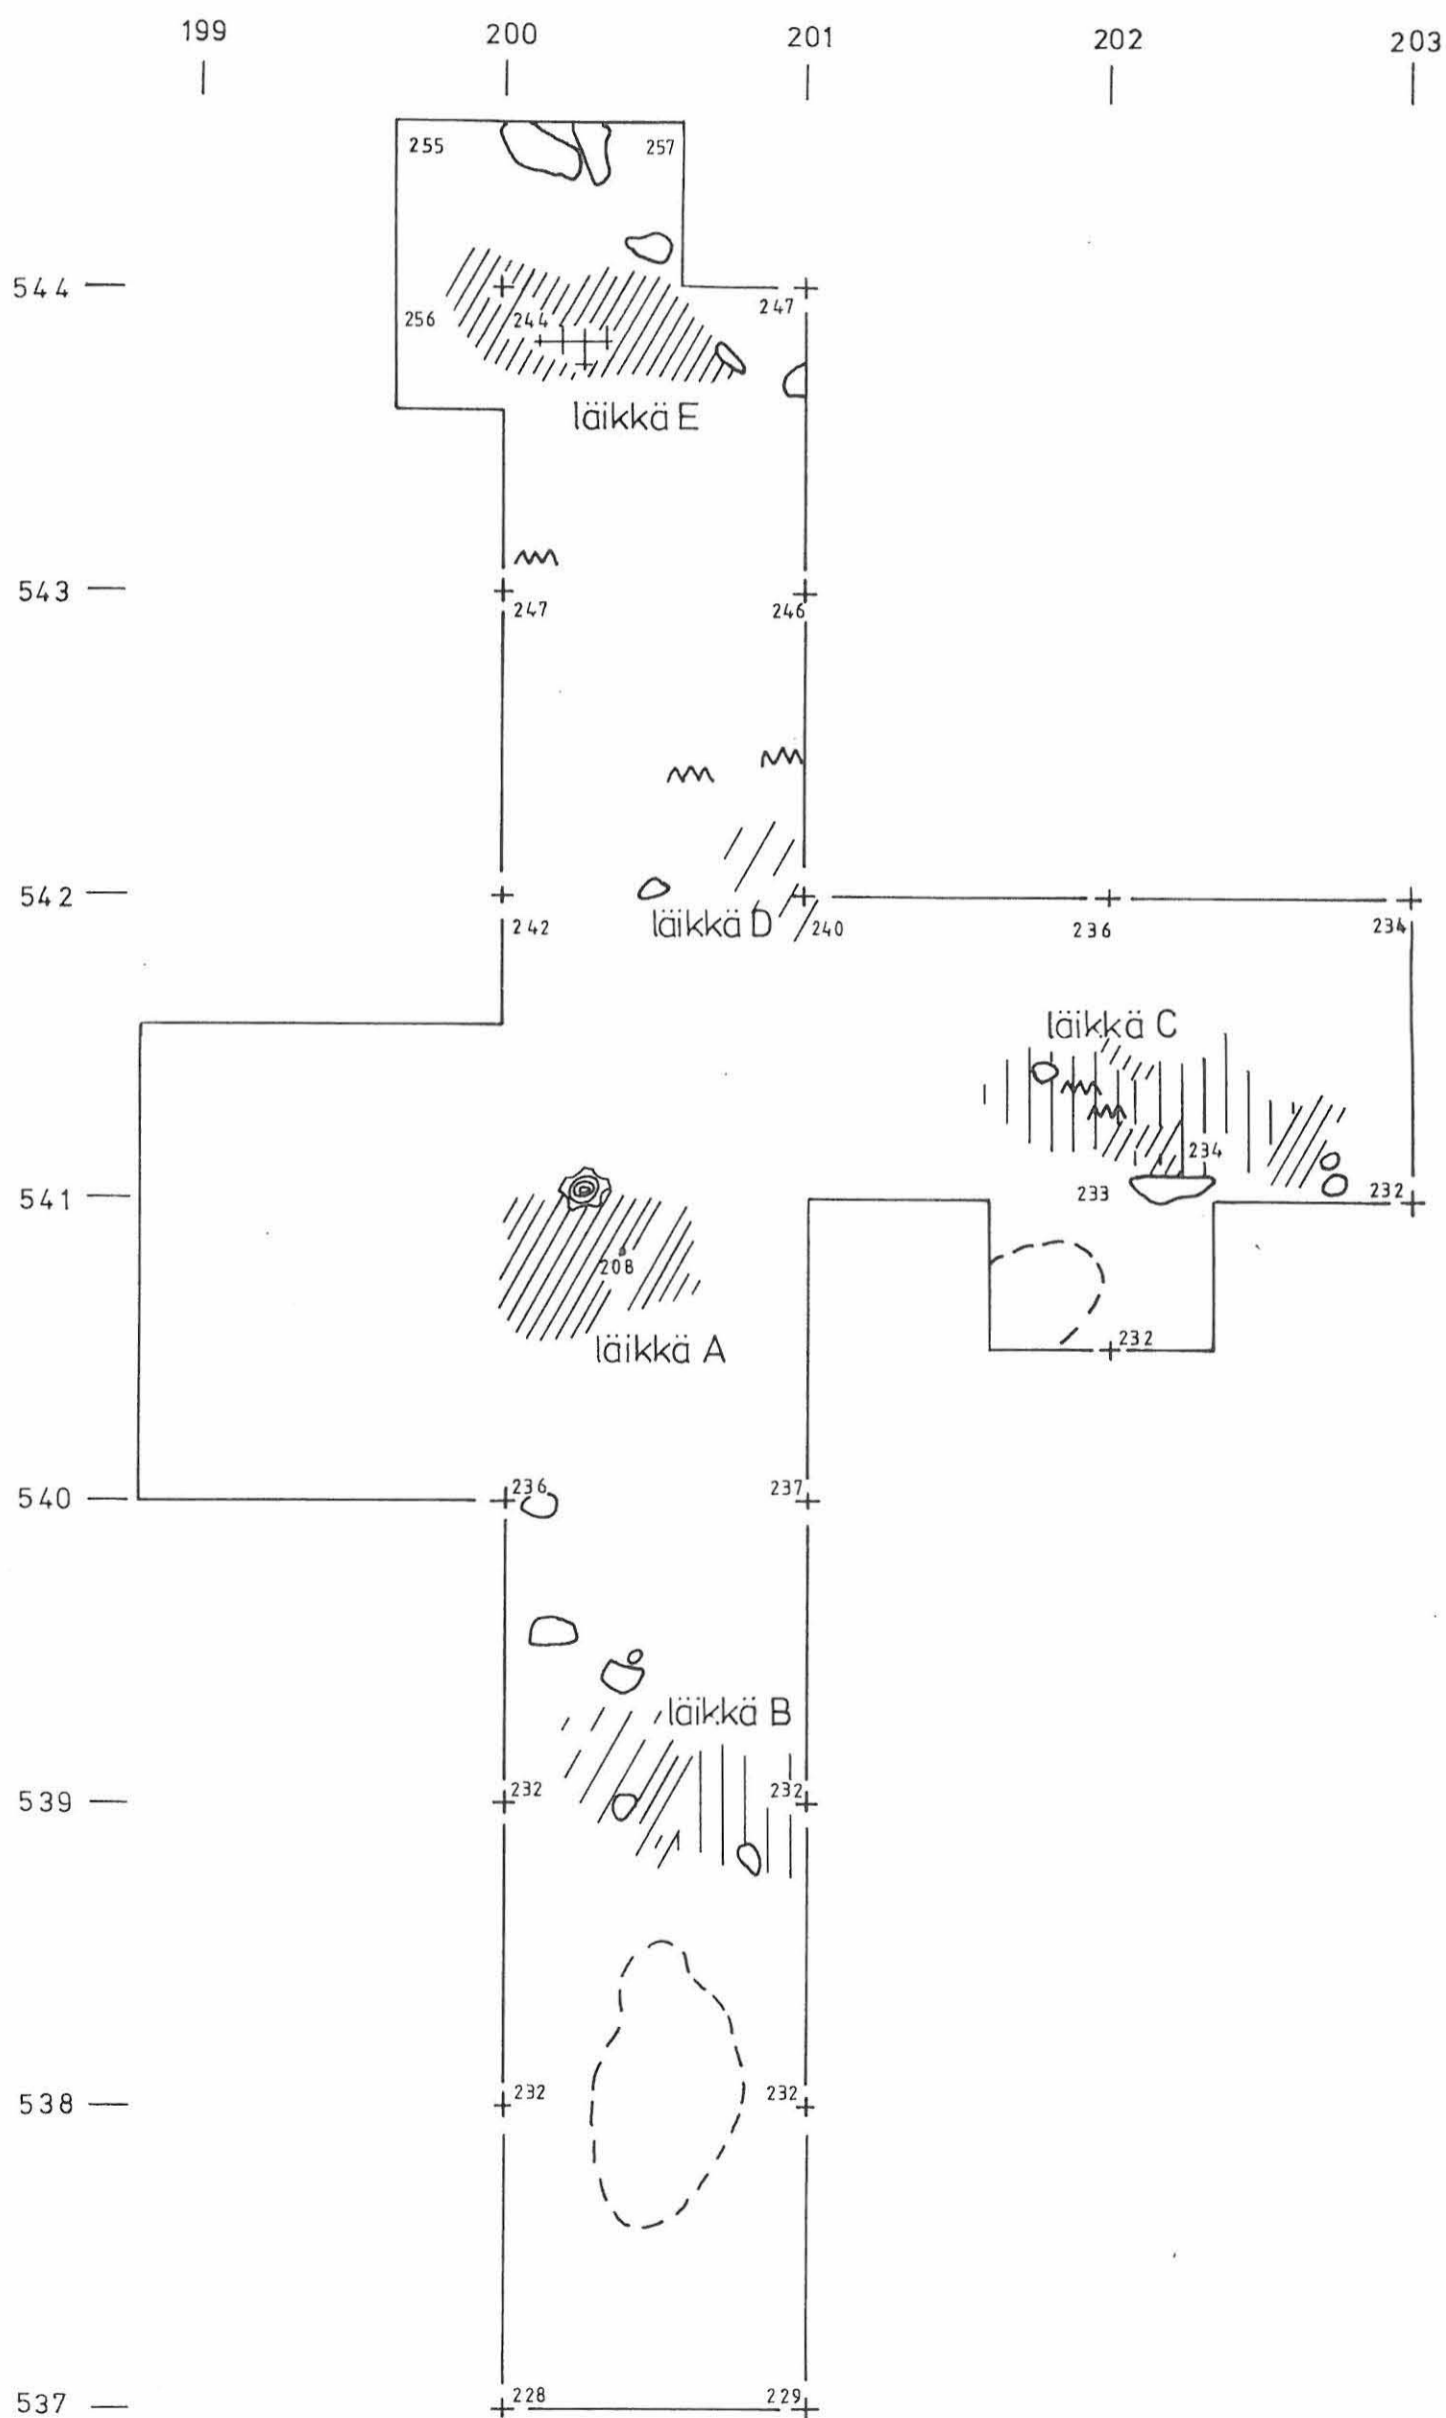 199 200 201 202 203
255 257
544 247
256 244
läikkä E
543 247 246
542 242 läikkä D 240 236 234
läikkä C
234
541 233 232
208
läikkä A 232
540 236 237
läikkä B
539 232 232
538 232 232
537 228 229